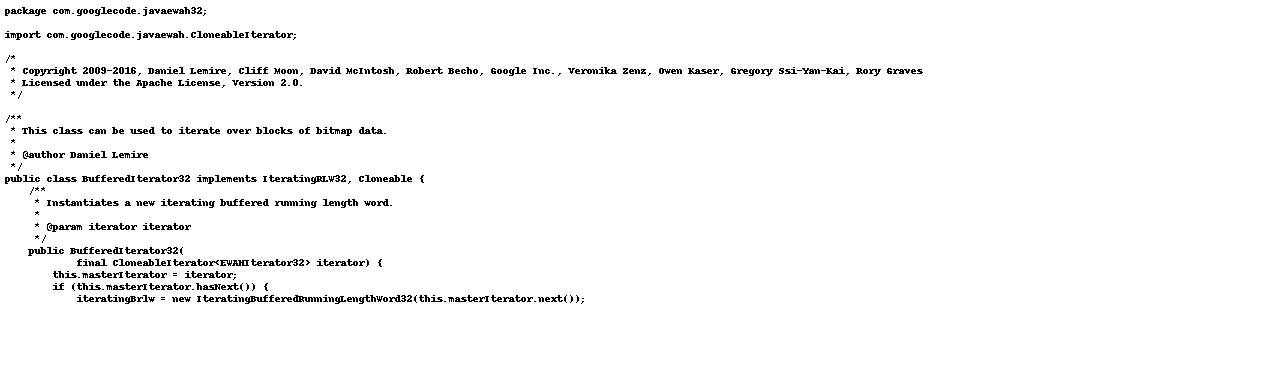 package com.googlecode.javaewah32;

import com.googlecode.javaewah.CloneableIterator;

/*
 * Copyright 2009-2016, Daniel Lemire, Cliff Moon, David McIntosh, Robert Becho, Google Inc., Veronika Zenz, Owen Kaser, Gregory Ssi-Yan-Kai, Rory Graves
 * Licensed under the Apache License, Version 2.0.
 */

/**
 * This class can be used to iterate over blocks of bitmap data.
 *
 * @author Daniel Lemire
 */
public class BufferedIterator32 implements IteratingRLW32, Cloneable {
    /**
     * Instantiates a new iterating buffered running length word.
     *
     * @param iterator iterator
     */
    public BufferedIterator32(
            final CloneableIterator<EWAHIterator32> iterator) {
        this.masterIterator = iterator;
        if (this.masterIterator.hasNext()) {
            iteratingBrlw = new IteratingBufferedRunningLengthWord32(this.masterIterator.next());